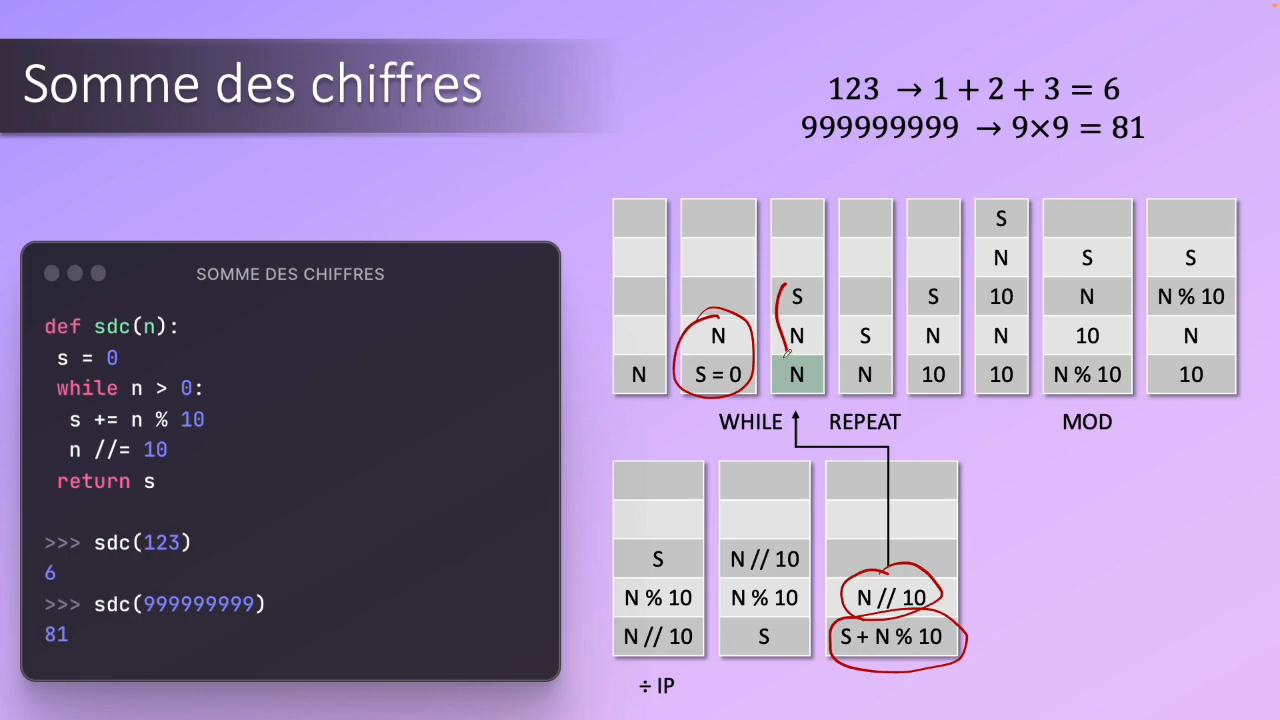 Somme des chiffres
123 → 1 + 2 + 3 = 6
999999999 → 9×9 = 81
SOMME DES CHIFFRES
def sdc(n):
s = 0
while n > 0:
s += n % 10
n //= 10
return s
>>> sdc(123)
6
>>> sdc(999999999)
81
S
N S S
S S 10 N N % 10
N N S N N 10 N
N S = 0 N N 10 10 N % 10 10
WHILE REPEAT MOD
S N // 10
N % 10 N % 10 N // 10
N // 10 S S + N % 10
÷ IP